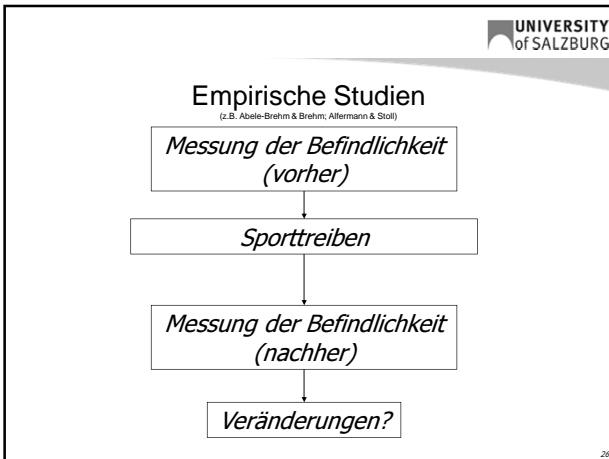 UNIVERSITY
of SALZBURG
Empirische Studien
(z.B. Abele-Brehm & Brehm; Alfermann & Stoll)
Messung der Befindlichkeit
(vorher)
Sporttreiben
Messung der Befindlichkeit
(nachher)
Veränderungen?
26